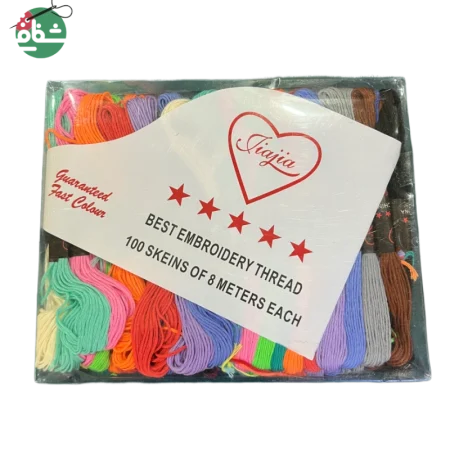 Jiajia
Guaranteed
Fast Colour
BEST EMBROIDERY THREAD
100 SKEINS OF 8 METERS EACH